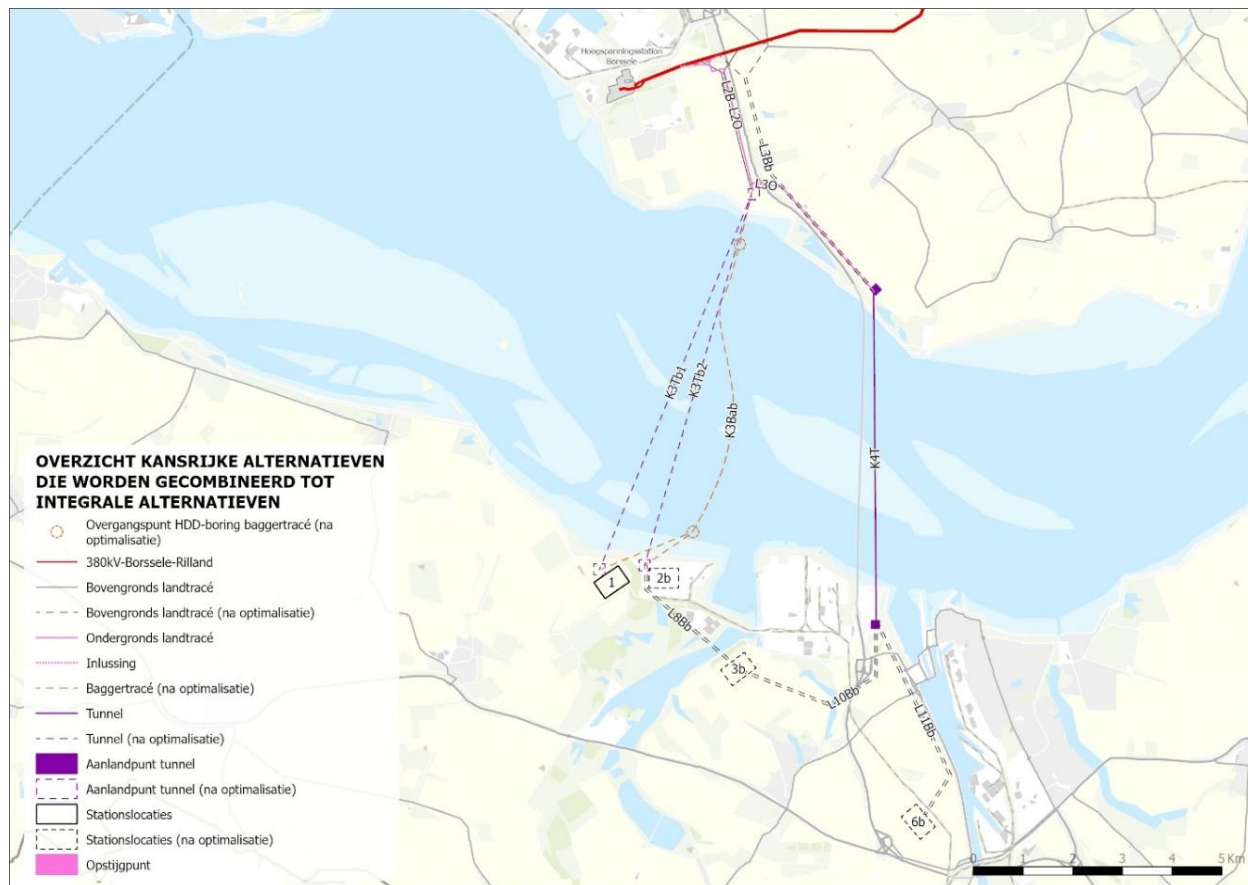 Hoogspanningsstation
Borssele
L2B-L2O
L3Bb
L3O
K3Tb1
K3Tb2
K3Bab
K4T
1
2b
L8Bb
3b
L10Bb
L11Bb
6b
OVERZICHT KANSRIJKE ALTERNATIEVEN
DIE WORDEN GECOMBINEERD TOT
INTEGRALE ALTERNATIEVEN
Overgangspunt HDD-boring baggertracé (na
optimalisatie)
380kV-Borssele-Rilland
Bovengronds landtracé
Bovengronds landtracé (na optimalisatie)
Ondergronds landtracé
Inlussing
Baggertracé (na optimalisatie)
Tunnel
Tunnel (na optimalisatie)
Aanlandpunt tunnel
Aanlandpunt tunnel (na optimalisatie)
Stationslocaties
Stationslocaties (na optimalisatie)
Opstijgpunt
0 1 2 3 4 5 Km